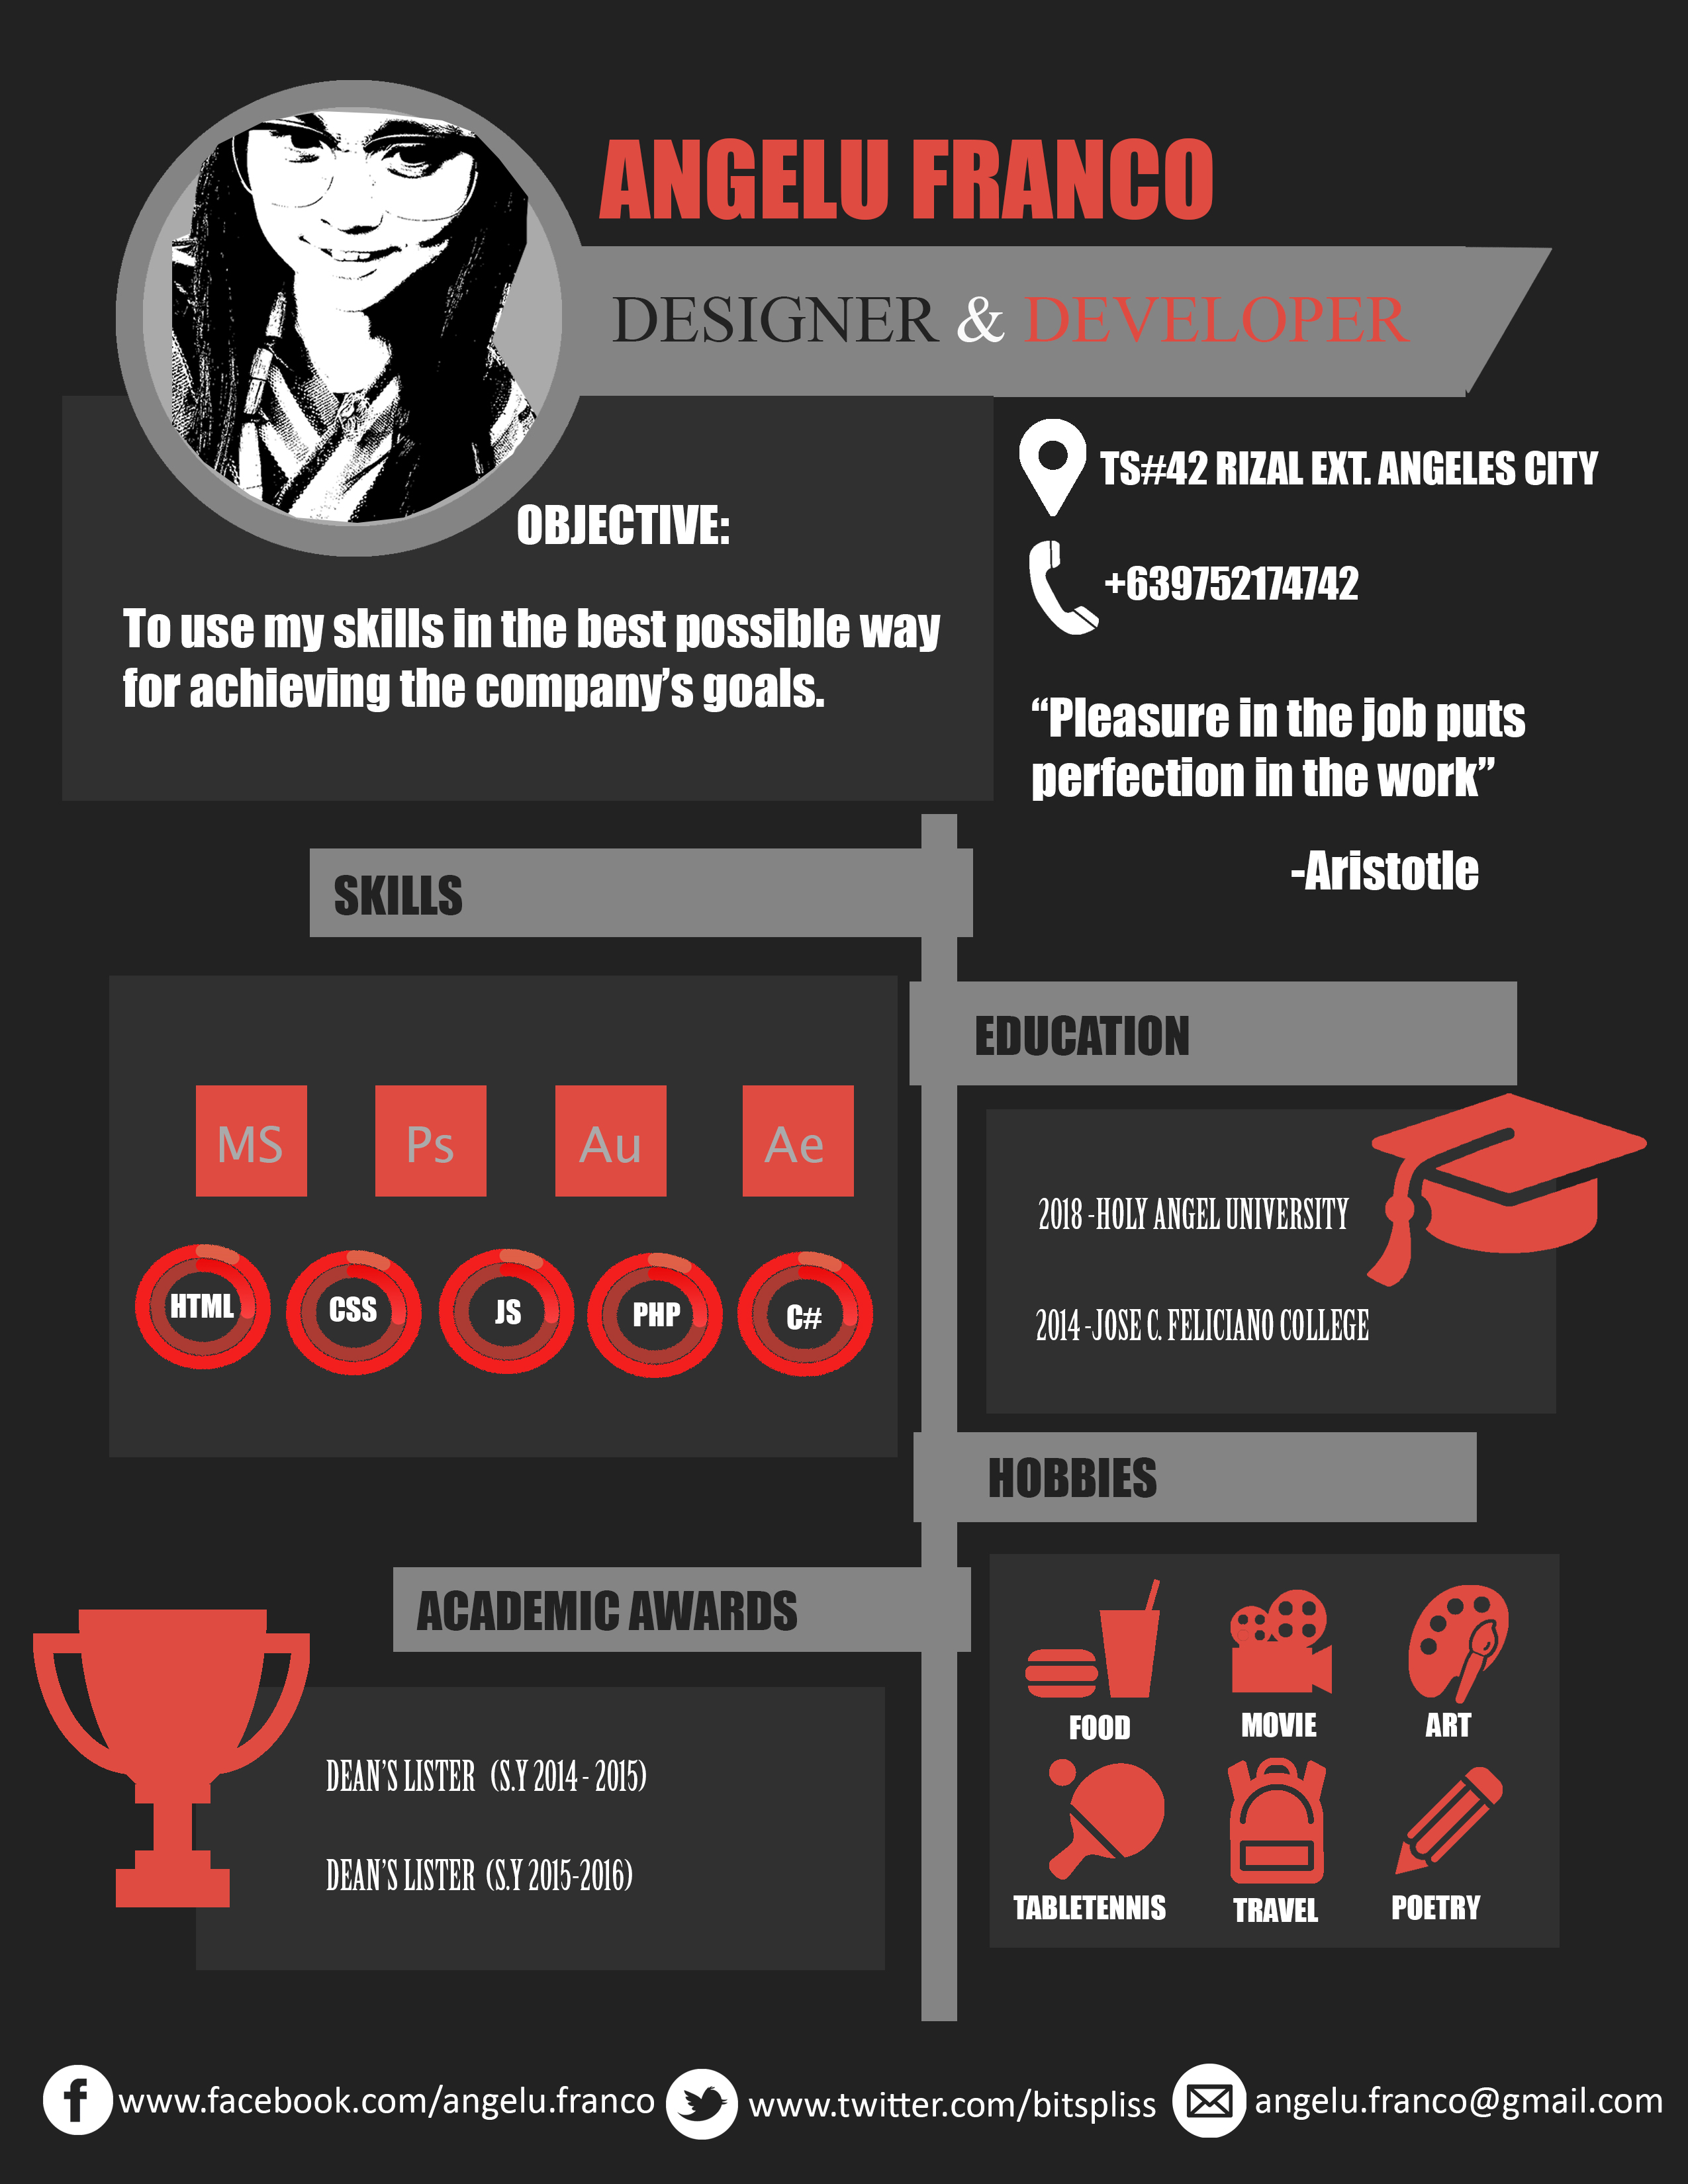 ANGELU FRANCO
DESIGNER & DEVELOPER
TS#42 RIZAL EXT. ANGELES CITY
+639752174742
OBJECTIVE:
To use my skills in the best possible way
for achieving the company’s goals.
“Pleasure in the job puts
perfection in the work”
-Aristotle
SKILLS
MS Ps Au Ae
HTML CSS JS PHP C#
EDUCATION
2018 -HOLY ANGEL UNIVERSITY
2014 -JOSE C. FELICIANO COLLEGE
HOBBIES
FOOD MOVIE ART
TABLETENNIS TRAVEL POETRY
ACADEMIC AWARDS
DEAN’S LISTER (S.Y 2014 - 2015)
DEAN’S LISTER (S.Y 2015-2016)
www.facebook.com/angelu.franco www.twitter.com/bitspliss angelu.franco@gmail.com